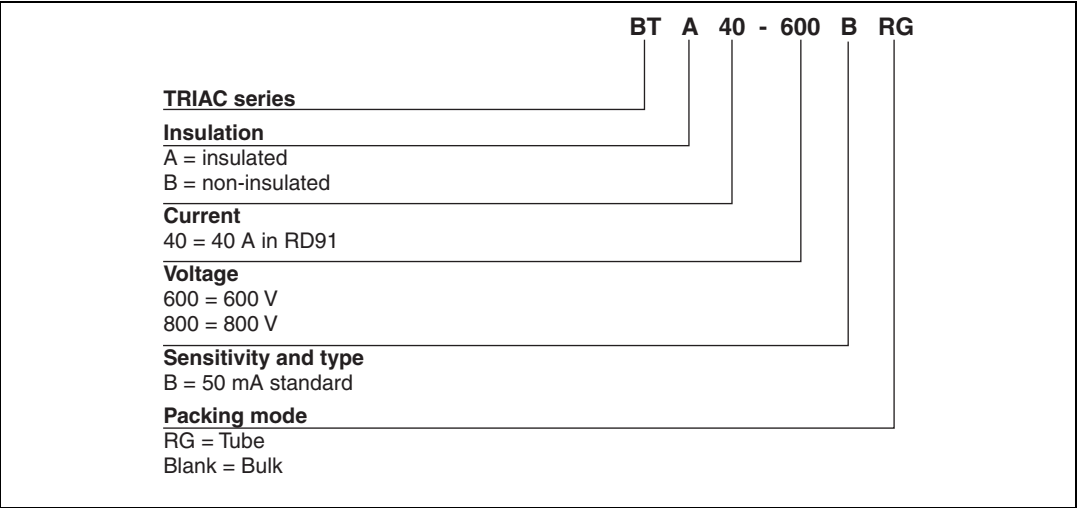 BT A 40 - 600 B RG
TRIAC series
Insulation
A = insulated
B = non-insulated
Current
40 = 40 A in RD91
Voltage
600 = 600 V
800 = 800 V
Sensitivity and type
B = 50 mA standard
Packing mode
RG = Tube
Blank = Bulk